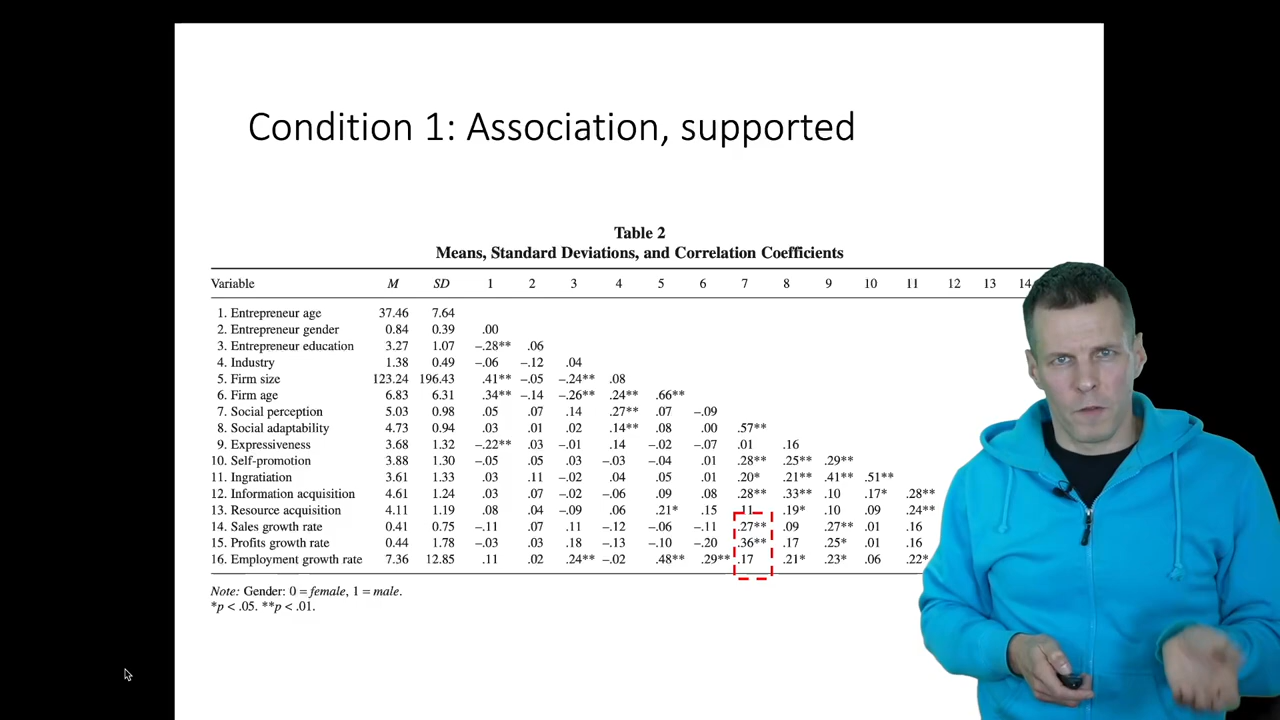 Condition 1: Association, supported
Table 2
Means, Standard Deviations, and Correlation Coefficients
Variable M SD 1 2 3 4 5 6 7 8 9 10 11 12 13 14
1. Entrepreneur age 37.46 7.64
2. Entrepreneur gender 0.84 0.39 .00
3. Entrepreneur education 3.27 1.07 –.28** .06
4. Industry 1.38 0.49 –.06 –.12 .04
5. Firm size 123.24 196.43 .41** –.05 –.24** .08
6. Firm age 6.83 6.31 .34** –.14 –.26** .24** .66**
7. Social perception 5.03 0.98 .05 .07 .14 .27** .07 –.09
8. Social adaptability 4.73 0.94 .03 .01 .02 .14** .08 .00 .57**
9. Expressiveness 3.68 1.32 –.22** .03 –.01 .14 –.02 –.07 .01 .16
10. Self-promotion 3.88 1.30 –.05 .05 .03 –.03 –.04 .01 .28** .25** .29**
11. Ingratiation 3.61 1.33 .03 .11 –.02 .04 .05 .01 .20* .21** .41** .51**
12. Information acquisition 4.61 1.24 .03 .07 –.02 –.06 .09 .08 .28** .33** .10 .17* .28**
13. Resource acquisition 4.11 1.19 .08 .04 –.09 .06 .21* .15 .11 .19* .10 .09 .24**
14. Sales growth rate 0.41 0.75 –.11 .07 .11 –.12 –.06 –.11 .27** .09 .27** .01 .16
15. Profits growth rate 0.44 1.78 –.03 .03 .18 –.13 –.10 –.20 .36** .17 .25* .01 .16
16. Employment growth rate 7.36 12.85 .11 .02 .24** –.02 .48** .29** .17 .21* .23* .06 .22*
Note: Gender: 0 = female, 1 = male.
*p < .05. **p < .01.